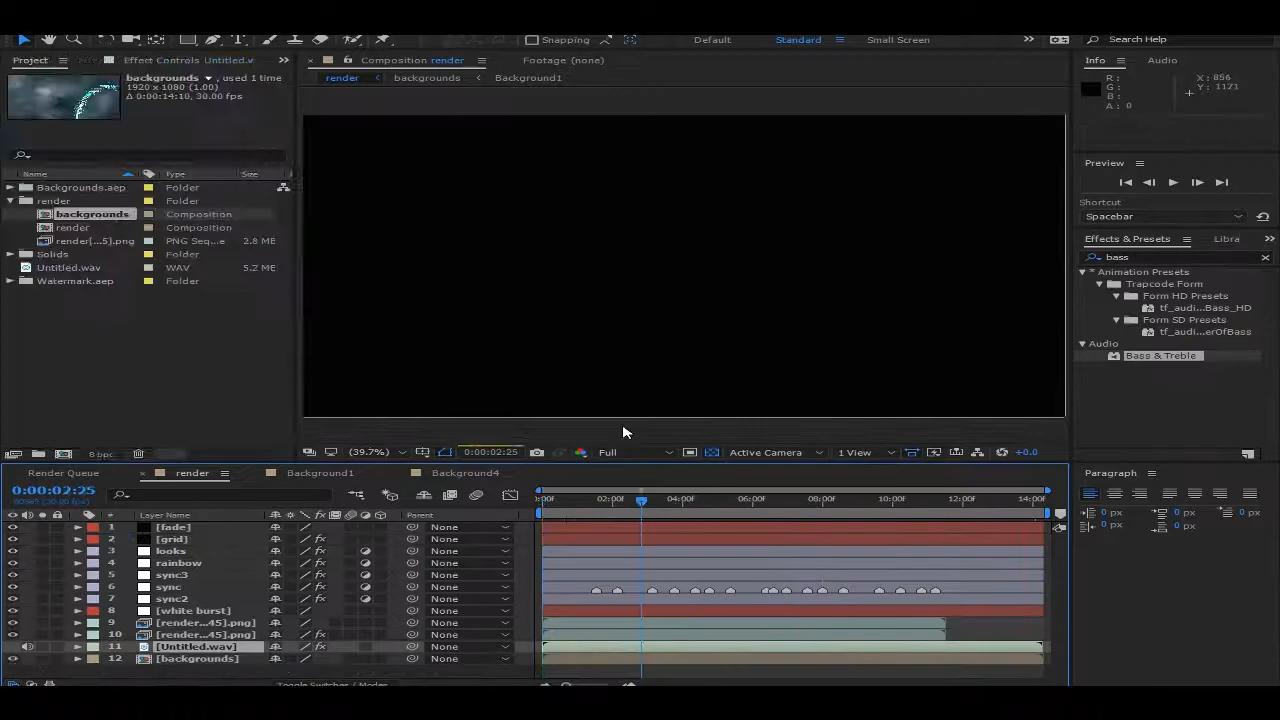 Snapping
Default
Standard
Small Screen
Search Help
Project
Effect Controls Untitled.v
Composition render
Footage (none)
Info
Audio
backgrounds , used 1 time
1920 x 1080 (1.00)
Δ 0:00:14:10, 30.00 fps
render
backgrounds
Background1
R :
G :
B :
A : 0
X : 856
Y : 1121
Preview
Shortcut
Spacebar
Effects & Presets
Libra
bass
Name
Type
Size
Backgrounds.aep
Folder
render
Folder
backgrounds
Composition
render
Composition
render[...5].png
PNG Seq...e
2.8 MB
Solids
Folder
Untitled.wav
WAV
5.2 MB
Watermark.aep
Folder
* Animation Presets
Trapcode Form
Form HD Presets
tf_audi...Bass_HD
Form SD Presets
tf_audi...erOfBass
Audio
Bass & Treble
8 bpc
(39.7%)
0:00:02:25
Full
Active Camera
1 View
+0.0
Render Queue
render
Background1
Background4
Paragraph
0:00:02:25
#
Layer Name
Parent
02:00f
04:00f
06:00f
08:00f
10:00f
12:00f
14:00f
1
[fade]
None
2
[grid]
None
3
looks
None
4
rainbow
None
5
sync3
None
6
sync
None
7
sync2
None
8
[white burst]
None
9
[render...45].png]
None
10
[render...45].png]
None
11
[Untitled.wav]
None
12
[backgrounds]
None
0 px
0 px
0 px
0 px
0 px
Toggle Switches / Modes